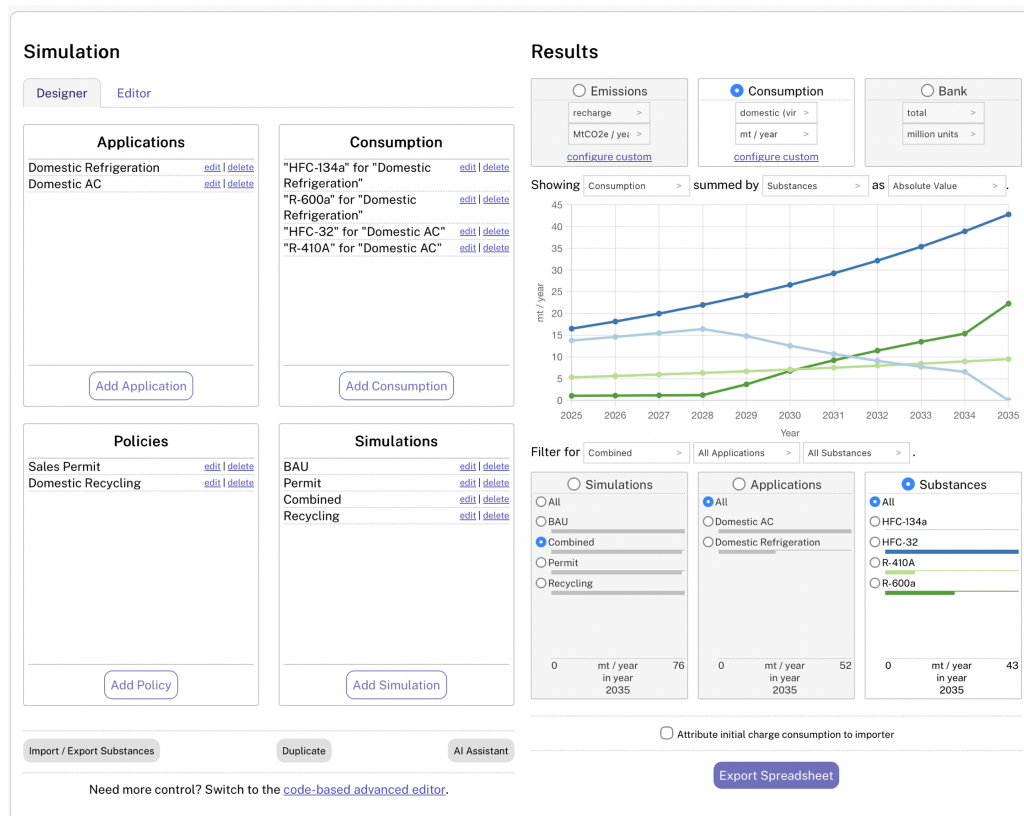 Simulation
Designer
Editor
Applications
Domestic Refrigeration edit | delete
Domestic AC edit | delete
Add Application
Consumption
"HFC-134a" for "Domestic edit | delete
Refrigeration"
"R-600a" for "Domestic edit | delete
Refrigeration"
"HFC-32" for "Domestic AC" edit | delete
"R-410A" for "Domestic AC" edit | delete
Add Consumption
Policies
Sales Permit edit | delete
Domestic Recycling edit | delete
Add Policy
Simulations
BAU edit | delete
Permit edit | delete
Combined edit | delete
Recycling edit | delete
Add Simulation
Import / Export Substances
Duplicate
AI Assistant
Need more control? Switch to the code-based advanced editor.
Results
Emissions
recharge >
MtCO2e / yea >
configure custom
Consumption
domestic (vir >
mt / year >
configure custom
Bank
total >
million units >
Showing Consumption > summed by Substances > as Absolute Value > .
45
40
35
30
25
20
15
10
5
0
mt / year
2025 2026 2027 2028 2029 2030 2031 2032 2033 2034 2035
Year
Filter for Combined > All Applications > All Substances > .
Simulations
All
BAU
Combined
Permit
Recycling
0 mt / year 76
in year
2035
Applications
All
Domestic AC
Domestic Refrigeration
0 mt / year 52
in year
2035
Substances
All
HFC-134a
HFC-32
R-410A
R-600a
0 mt / year 43
in year
2035
Attribute initial charge consumption to importer
Export Spreadsheet